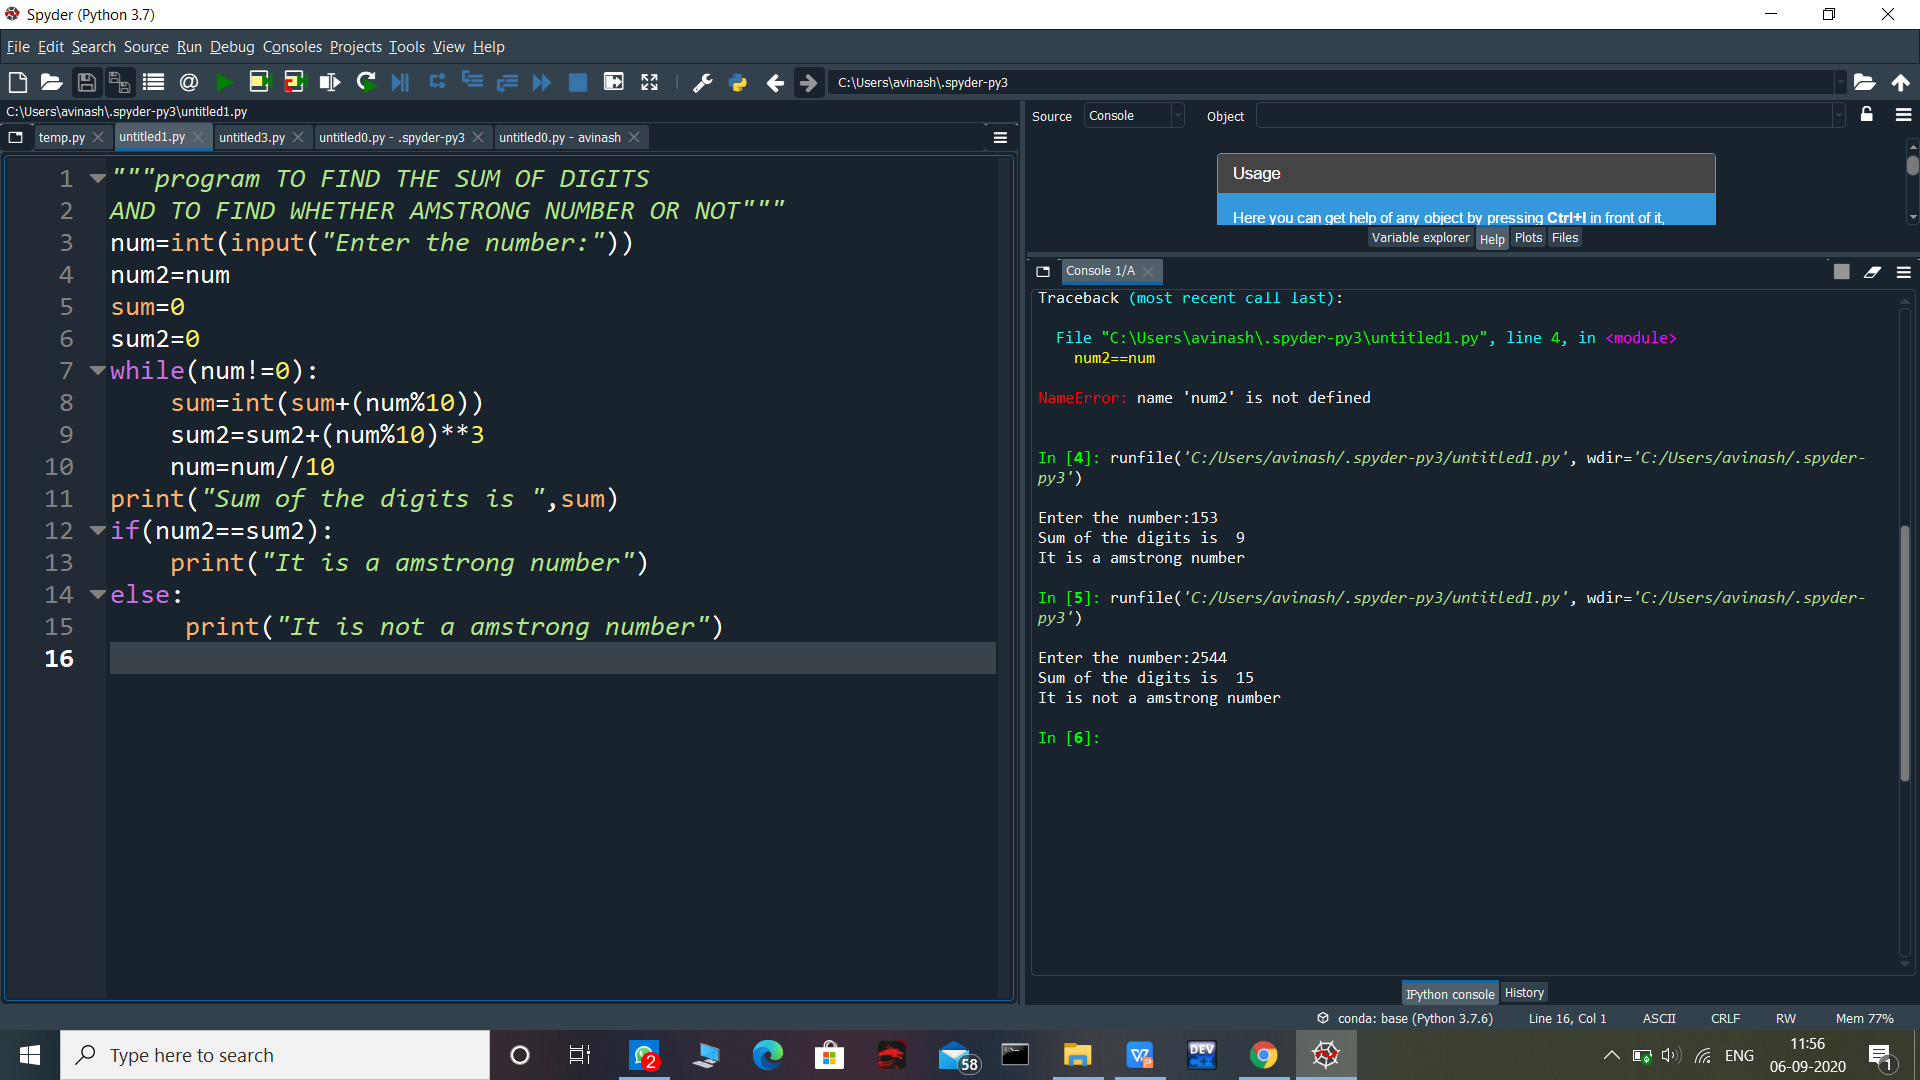 Spyder (Python 3.7)
File Edit Search Source Run Debug Consoles Projects Tools View Help
C:\Users\avinash\.spyder-py3
C:\Users\avinash\.spyder-py3\untitled1.py
temp.py untitled1.py untitled3.py untitled0.py - .spyder-py3 untitled0.py - avinash
1 """program TO FIND THE SUM OF DIGITS
2 AND TO FIND WHETHER AMSTRONG NUMBER OR NOT"""
3 num=int(input("Enter the number:"))
4 num2=num
5 sum=0
6 sum2=0
7 while(num!=0):
8     sum=int(sum+(num%10))
9     sum2=sum2+(num%10)**3
10     num=num//10
11 print("Sum of the digits is ",sum)
12 if(num2==sum2):
13     print("It is a amstrong number")
14 else:
15      print("It is not a amstrong number")
16
Source Console Object
Usage
Here you can get help of any object by pressing Ctrl+I in front of it,
Variable explorer Help Plots Files
Console 1/A
Traceback (most recent call last):
File "C:\Users\avinash\.spyder-py3\untitled1.py", line 4, in <module>
num2==num
NameError: name 'num2' is not defined
In [4]: runfile('C:/Users/avinash/.spyder-py3/untitled1.py', wdir='C:/Users/avinash/.spyder-
py3')
Enter the number:153
Sum of the digits is  9
It is a amstrong number
In [5]: runfile('C:/Users/avinash/.spyder-py3/untitled1.py', wdir='C:/Users/avinash/.spyder-
py3')
Enter the number:2544
Sum of the digits is  15
It is not a amstrong number
In [6]:
IPython console History
conda: base (Python 3.7.6) Line 16, Col 1 ASCII CRLF RW Mem 77%
Type here to search
2
58
DEV
ENG
11:56
06-09-2020
1